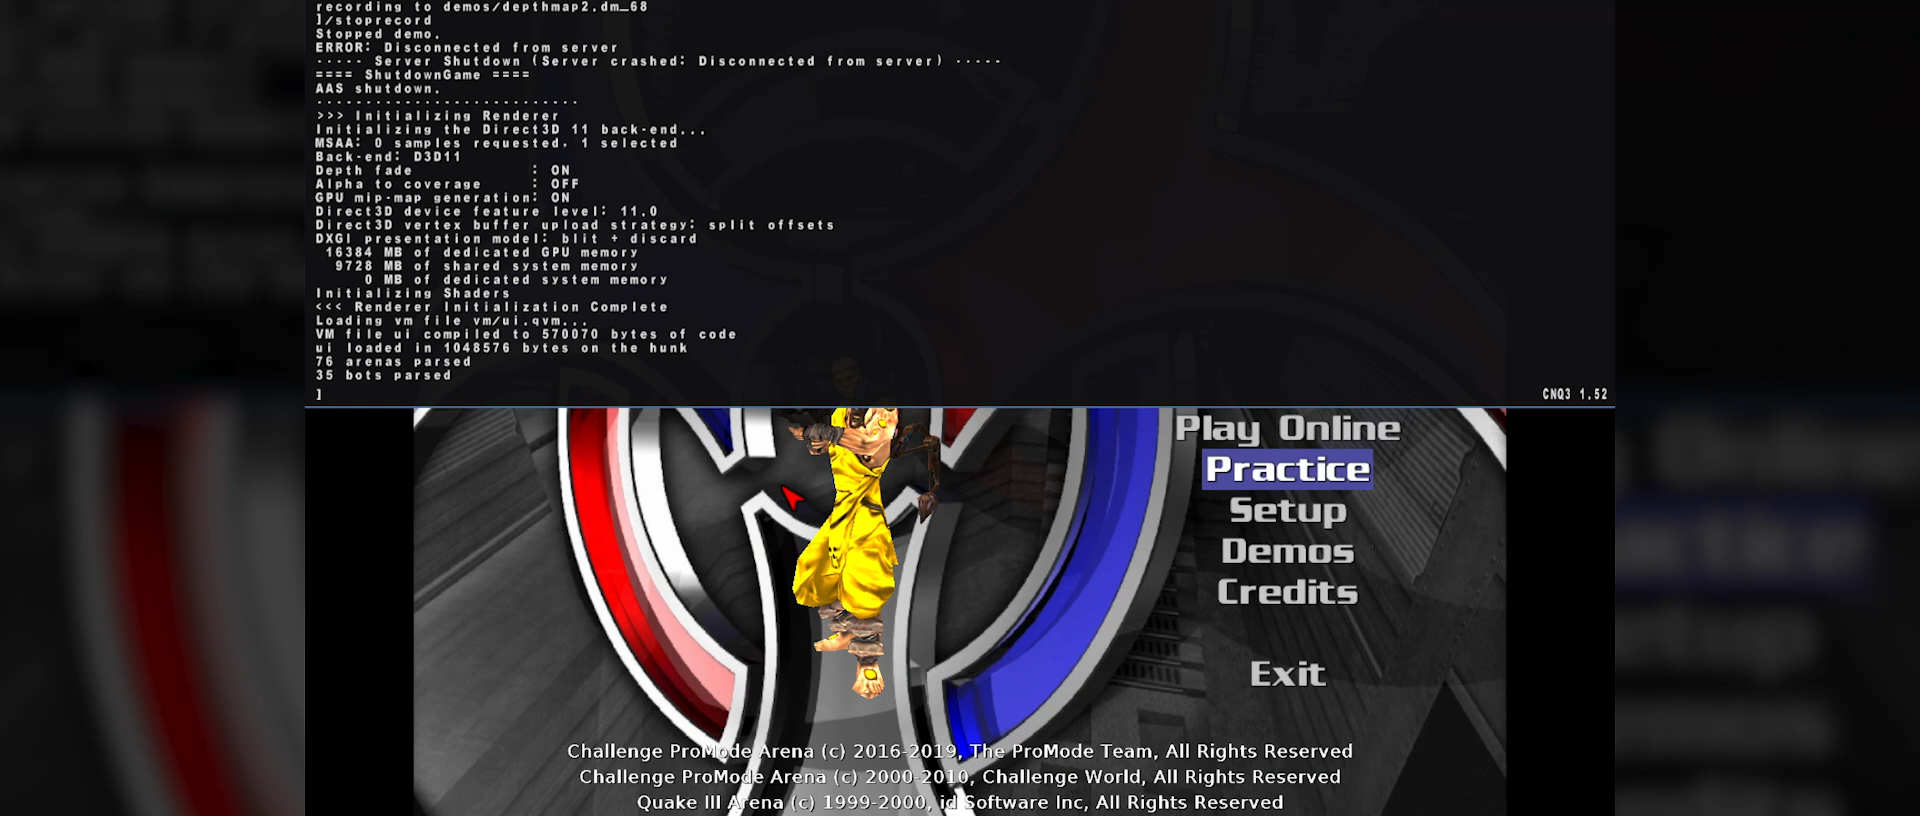 recording to demos/depthmap2.dm_68
]/stoprecord
Stopped demo.
ERROR: Disconnected from server
----- Server Shutdown (Server crashed: Disconnected from server) -----
==== ShutdownGame ====
AAS shutdown.
---------------------------
>>> Initializing Renderer
Initializing the Direct3D 11 back-end...
MSAA: 0 samples requested, 1 selected
Back-end: D3D11
Depth fade : ON
Alpha to coverage : OFF
GPU mip-map generation: ON
Direct3D device feature level: 11.0
Direct3D vertex buffer upload strategy: split offsets
DXGI presentation model: blit + discard
16384 MB of dedicated GPU memory
9728 MB of shared system memory
0 MB of dedicated system memory
Initializing Shaders
<<< Renderer Initialization Complete
Loading vm file vm/ui.qvm...
VM file ui compiled to 570070 bytes of code
ui loaded in 1048576 bytes on the hunk
76 arenas parsed
35 bots parsed
]
CNQ3 1.52
Play Online
Practice
Setup
Demos
Credits
Exit
Challenge ProMode Arena (c) 2016-2019, The ProMode Team, All Rights Reserved
Challenge ProMode Arena (c) 2000-2010, Challenge World, All Rights Reserved
Quake III Arena (c) 1999-2000, id Software Inc, All Rights Reserved